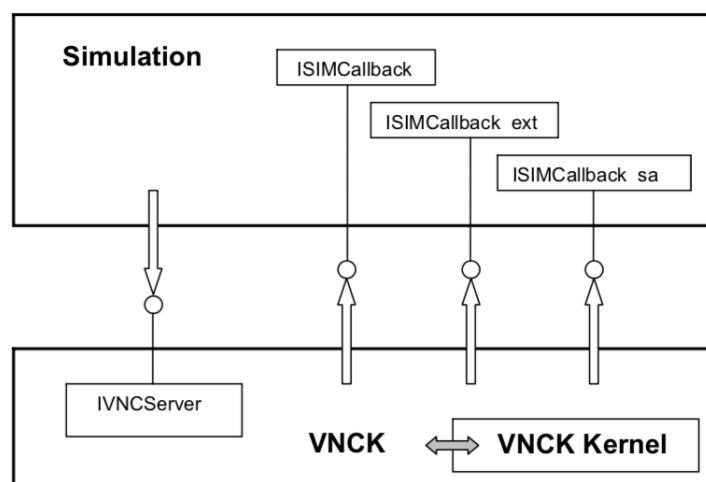 Simulation
ISIMCallback
ISIMCallback ext
ISIMCallback sa
IVNCServer
VNCK
VNCK Kernel